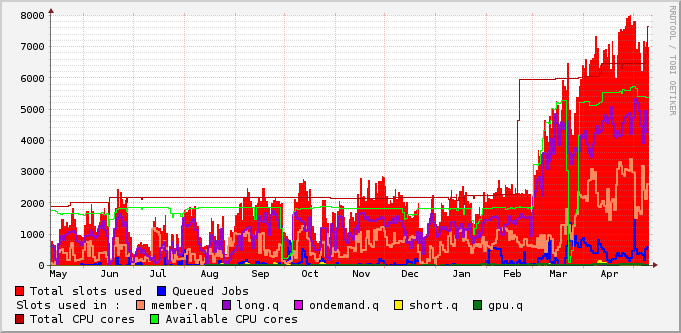 8000
7000
6000
5000
4000
3000
2000
1000
0
May Jun Jul Aug Sep Oct Nov Dec Jan Feb Mar Apr
RRDTOOL / TOBI OETIKER
Total slots used Queued Jobs
Slots used in : member.q long.q ondemand.q short.q gpu.q
Total CPU cores Available CPU cores